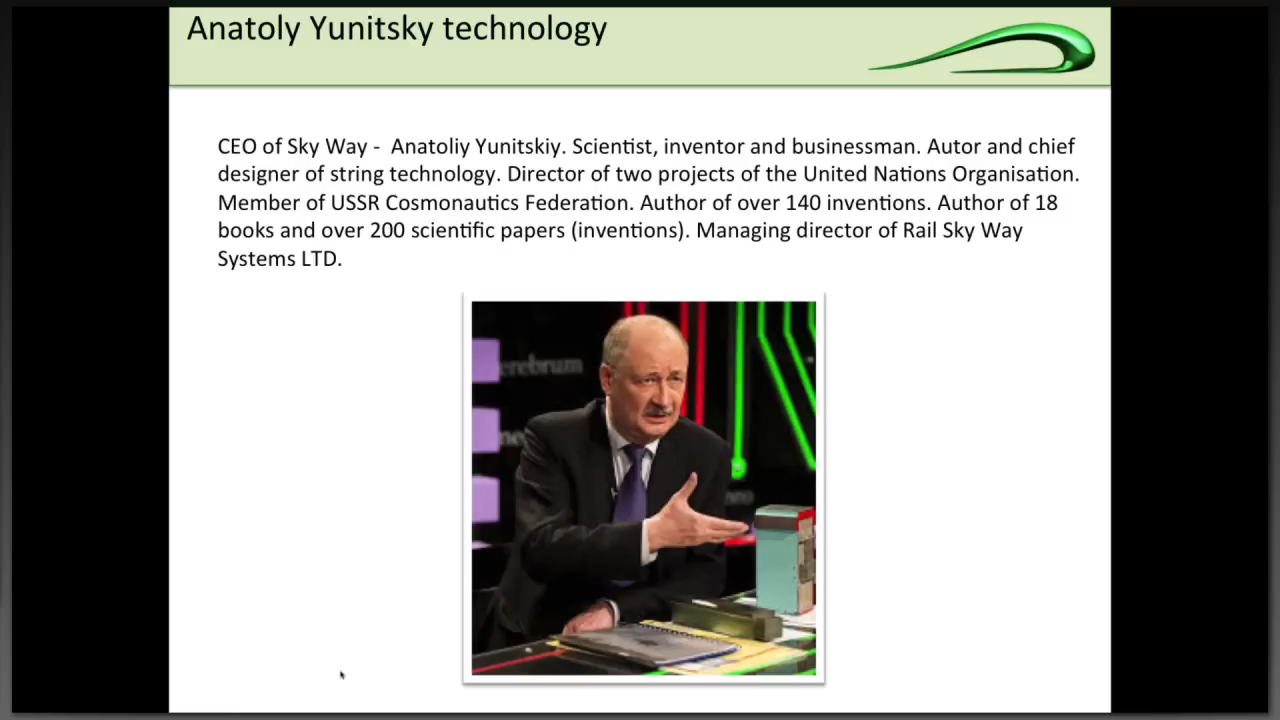 Anatoly Yunitsky technology
CEO of Sky Way - Anatoliy Yunitskiy. Scientist, inventor and businessman. Autor and chief
designer of string technology. Director of two projects of the United Nations Organisation.
Member of USSR Cosmonautics Federation. Author of over 140 inventions. Author of 18
books and over 200 scientific papers (inventions). Managing director of Rail Sky Way
Systems LTD.
erebrum